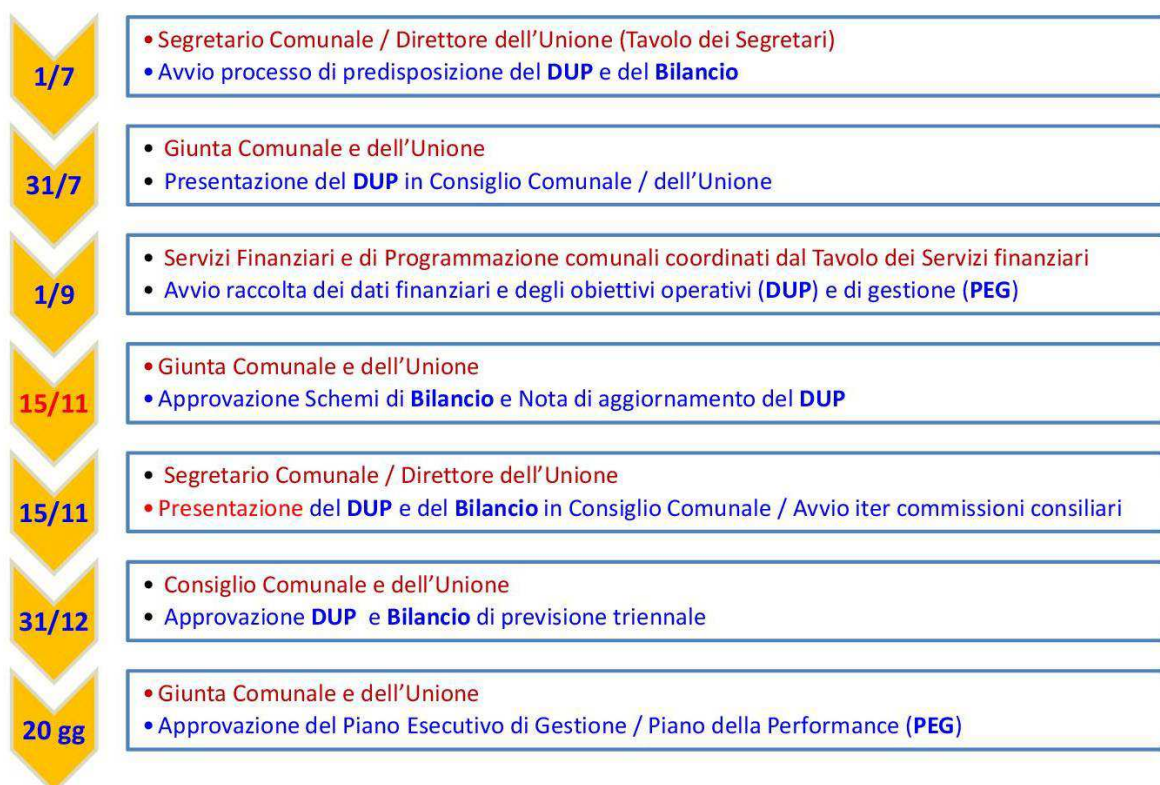 1/7
•Segretario Comunale / Direttore dell’Unione (Tavolo dei Segretari)
•Avvio processo di predisposizione del DUP e del Bilancio
31/7
• Giunta Comunale e dell’Unione
• Presentazione del DUP in Consiglio Comunale / dell’Unione
1/9
• Servizi Finanziari e di Programmazione comunali coordinati dal Tavolo dei Servizi finanziari
• Avvio raccolta dei dati finanziari e degli obiettivi operativi (DUP) e di gestione (PEG)
15/11
•Giunta Comunale e dell’Unione
•Approvazione Schemi di Bilancio e Nota di aggiornamento del DUP
15/11
• Segretario Comunale / Direttore dell’Unione
•Presentazione del DUP e del Bilancio in Consiglio Comunale / Avvio iter commissioni consiliari
31/12
• Consiglio Comunale e dell’Unione
• Approvazione DUP e Bilancio di previsione triennale
20 gg
•Giunta Comunale e dell’Unione
•Approvazione del Piano Esecutivo di Gestione / Piano della Performance (PEG)